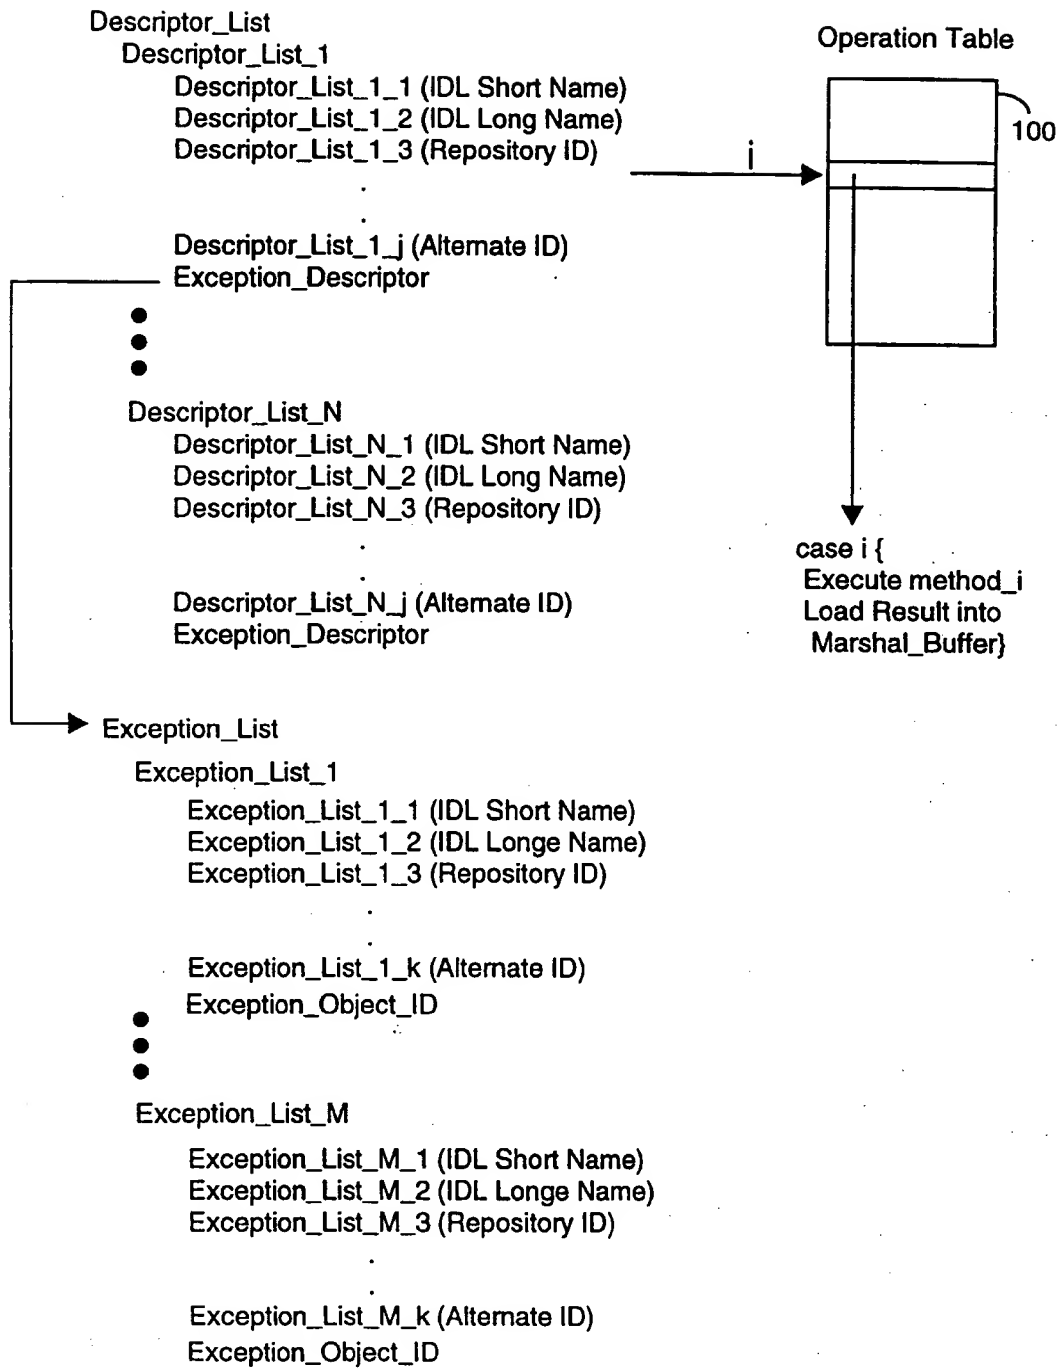 Descriptor_List
Descriptor_List_1
Descriptor_List_1_1 (IDL Short Name)
Descriptor_List_1_2 (IDL Long Name)
Descriptor_List_1_3 (Repository ID)
.
.
Descriptor_List_1_j (Alternate ID)
Exception_Descriptor
Operation Table
100
i
case i {
Execute method_i
Load Result into
Marshal_Buffer}
Descriptor_List_N
Descriptor_List_N_1 (IDL Short Name)
Descriptor_List_N_2 (IDL Long Name)
Descriptor_List_N_3 (Repository ID)
.
.
Descriptor_List_N_j (Alternate ID)
Exception_Descriptor
Exception_List
Exception_List_1
Exception_List_1_1 (IDL Short Name)
Exception_List_1_2 (IDL Longe Name)
Exception_List_1_3 (Repository ID)
.
.
Exception_List_1_k (Alternate ID)
Exception_Object_ID
Exception_List_M
Exception_List_M_1 (IDL Short Name)
Exception_List_M_2 (IDL Longe Name)
Exception_List_M_3 (Repository ID)
.
.
Exception_List_M_k (Alternate ID)
Exception_Object_ID